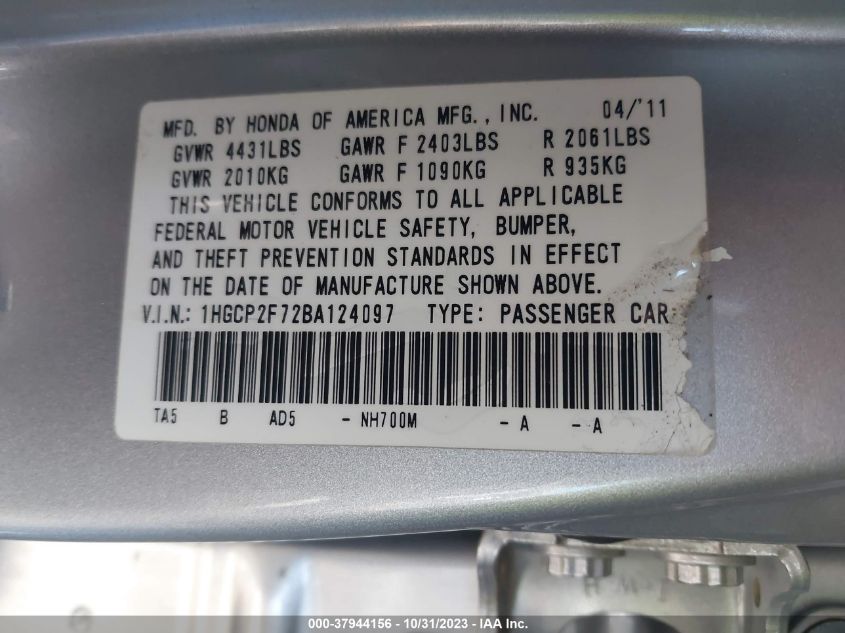 MFD. BY HONDA OF AMERICA MFG., INC. 04/'11
GVWR 4431LBS GAWR F 2403LBS R 2061LBS
GVWR 2010KG GAWR F 1090KG R 935KG
THIS VEHICLE CONFORMS TO ALL APPLICABLE
FEDERAL MOTOR VEHICLE SAFETY, BUMPER,
AND THEFT PREVENTION STANDARDS IN EFFECT
ON THE DATE OF MANUFACTURE SHOWN ABOVE.
V.I.N.: 1HGCP2F72BA124097 TYPE: PASSENGER CAR
TA5 B AD5 - NH700M - A - A
000-37944156 - 10/31/2023 - IAA Inc.